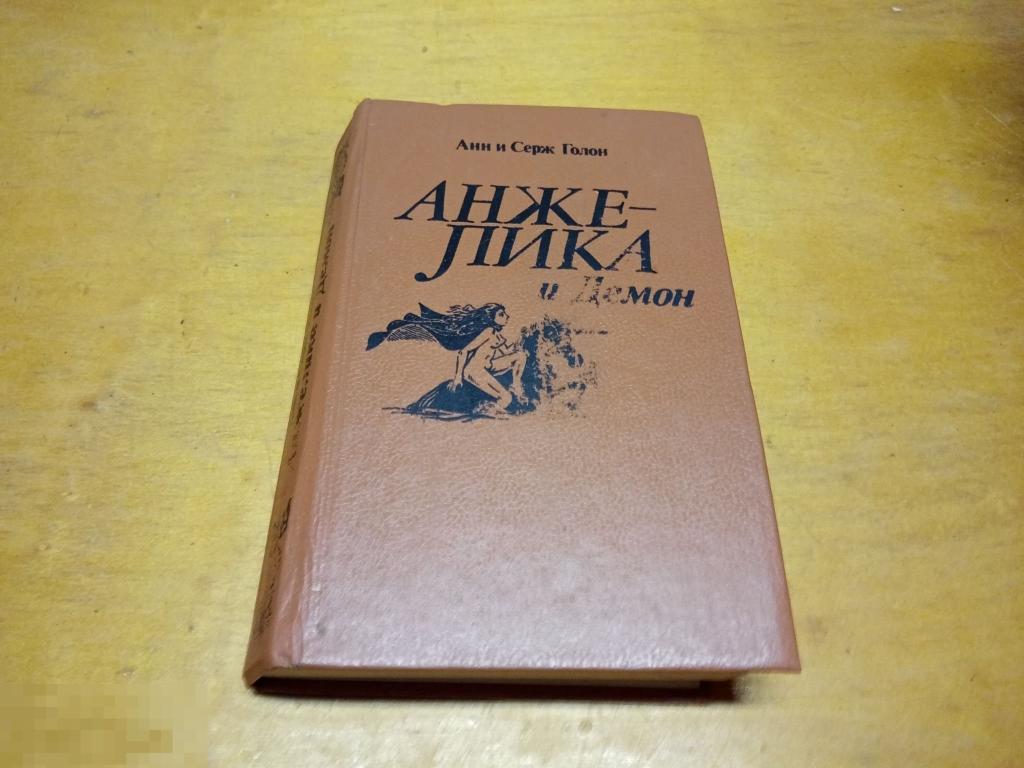 Анн и Серж Голон
АНЖЕ-
ЛИКА
и Демон